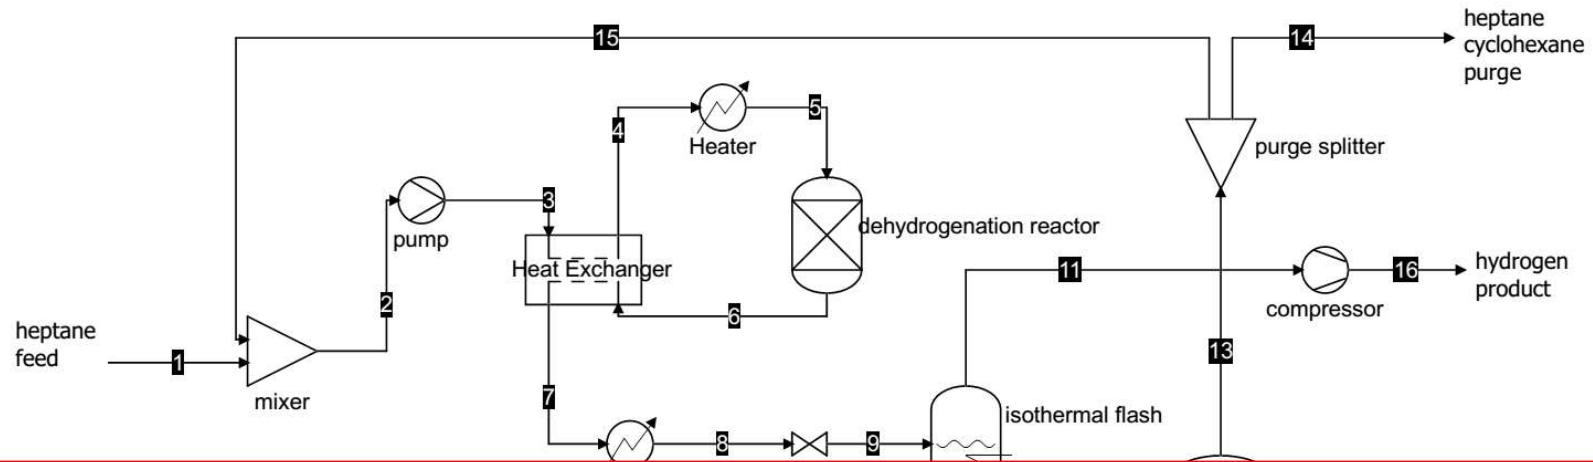 15
14
heptane
cyclohexane
purge
4
5
Heater
purge splitter
3
pump
dehydrogenation reactor
Heat Exchanger
11
16
hydrogen
product
compressor
2
6
heptane
feed
1
mixer
13
7
isothermal flash
8
9